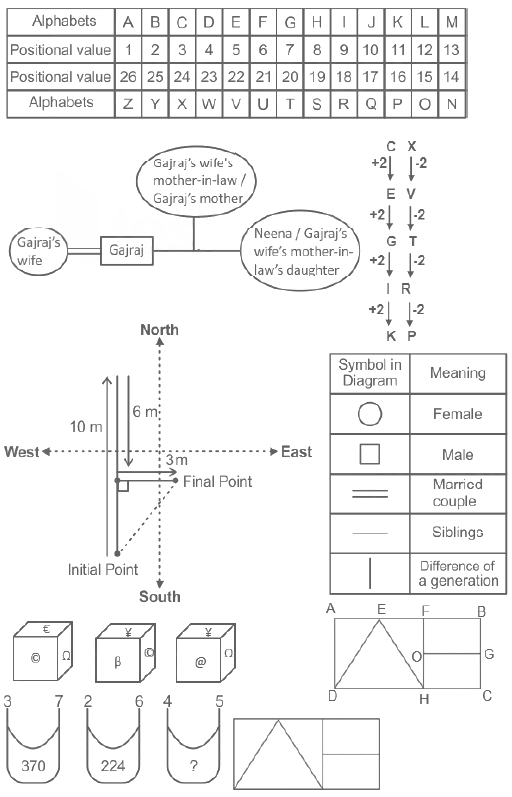 Alphabets A B C D E F G H I J K L M
Positional value 1 2 3 4 5 6 7 8 9 10 11 12 13
Positional value 26 25 24 23 22 21 20 19 18 17 16 15 14
Alphabets Z Y X W V U T S R Q P O N
Gajraj's wife's
mother-in-law /
Gajraj's mother
Gajraj's
wife
Gajraj
Neena / Gajraj's
wife's mother-in-
law's daughter
C X
+2 -2
E V
+2 -2
G T
+2 -2
I R
+2 -2
K P
North
10 m
6 m
West
East
3m
Final Point
Initial Point
South
Symbol in
Diagram
Meaning
Female
Male
Married
couple
Siblings
Difference of
a generation
€
© Ω
¥
β ©
¥
@ Ω
A E F B
O G
D H C
3 7 2 6 4 5
370 224 ?